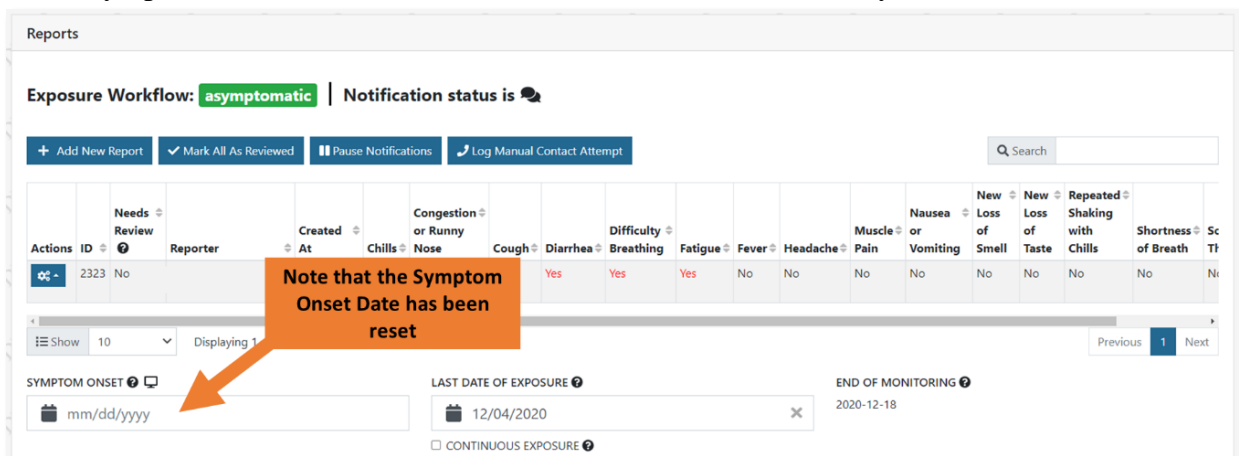 Reports
Exposure Workflow: asymptomatic | Notification status is
+ Add New Report Mark All As Reviewed Pause Notifications Log Manual Contact Attempt Search
Actions ID Needs Review Reporter Created At Chills Congestion or Runny Nose Cough Diarrhea Difficulty Breathing Fatigue Fever Headache Muscle Pain Nausea or Vomiting New Loss of Smell New Loss of Taste Repeated Shaking with Chills Shortness of Breath
2323 No Yes Yes Yes No No No No No No No No
Note that the Symptom
Onset Date has been
reset
Show 10 Displaying 1 Previous 1 Next
SYMPTOM ONSET LAST DATE OF EXPOSURE END OF MONITORING
mm/dd/yyyy 12/04/2020 2020-12-18
CONTINUOUS EXPOSURE